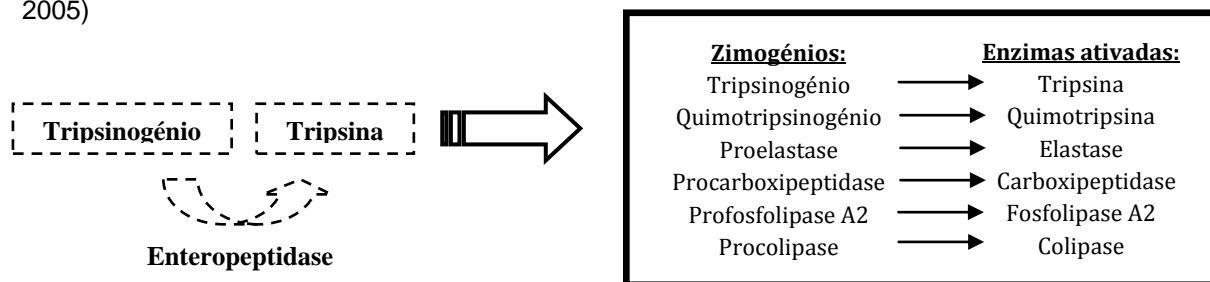 2005)
Tripsinogénio Tripsina
Enteropeptidase
Zimogénios: Enzimas ativadas:
Tripsinogénio Tripsina
Quimotripsinogénio Quimotripsina
Proelastase Elastase
Procarboxipeptidase Carboxipeptidase
Profosfolipase A2 Fosfolipase A2
Procolipase Colipase